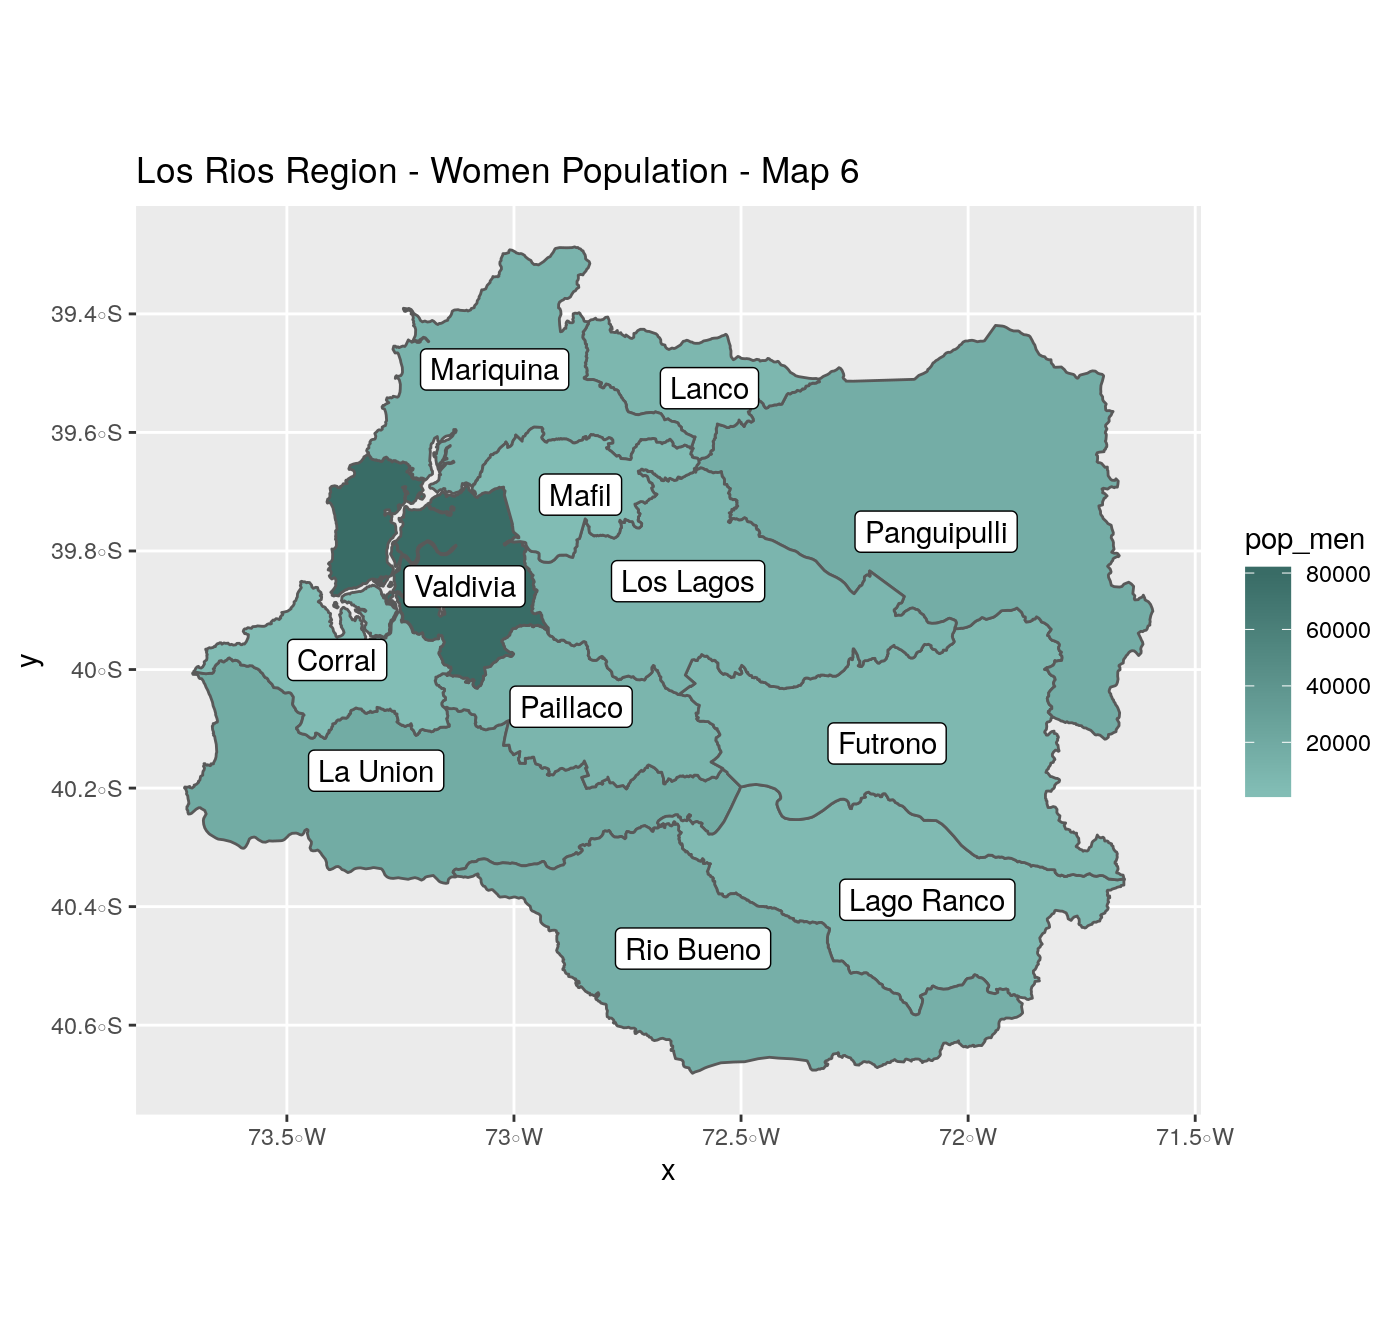 Los Rios Region - Women Population - Map 6
39.4°S
39.6°S
39.8°S
40°S
40.2°S
40.4°S
40.6°S
y
Mariquina
Lanco
Mafil
Panguipulli
Los Lagos
Valdivia
Corral
Paillaco
Futrono
La Union
Lago Ranco
Rio Bueno
73.5°W
73°W
72.5°W
72°W
71.5°W
x
pop_men
80000
60000
40000
20000